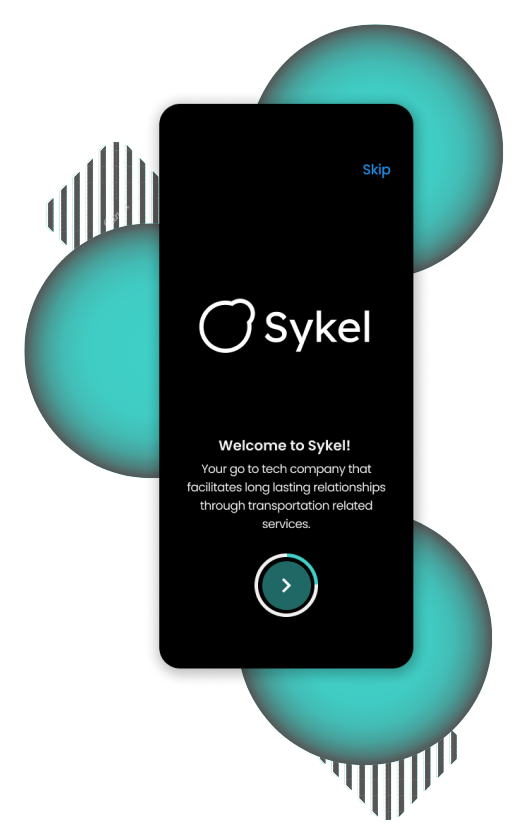 Skip
Sykel
Welcome to Sykel!
Your go to tech company that
facilitates long lasting relationships
through transportation related
services.